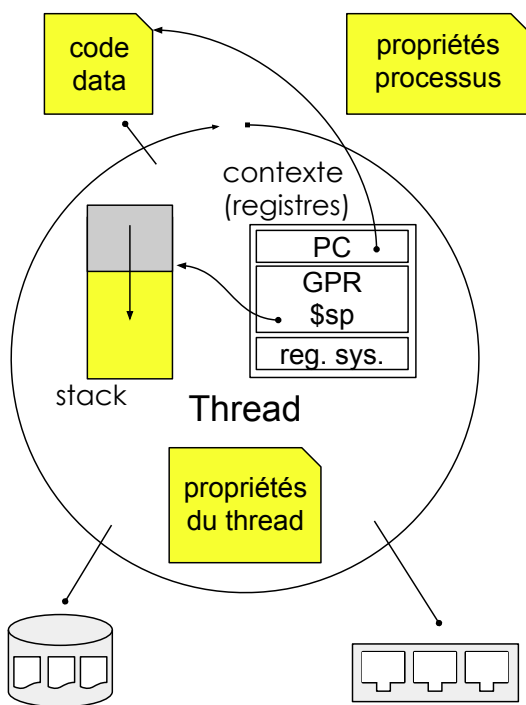 code
data
propriétés
processus
contexte
(registres)
PC
GPR
$sp
reg. sys.
stack
Thread
propriétés
du thread